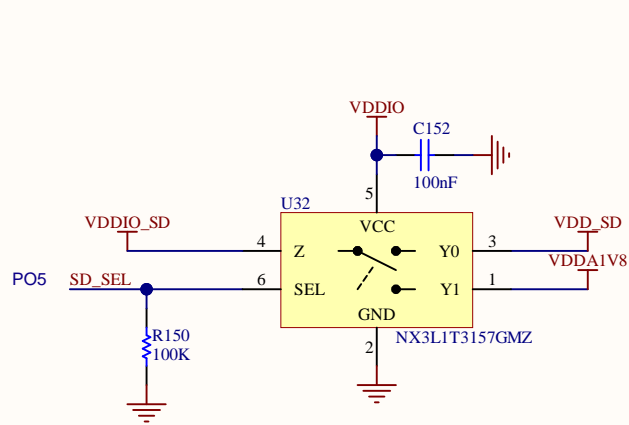 VDDIO
C152
100nF
5
U32
VCC
VDDIO_SD
4
Z
Y0
3
VDD_SD
VDDA1V8
PO5
SD_SEL
6
SEL
Y1
1
GND
2
NX3L1T3157GMZ
R150
100K